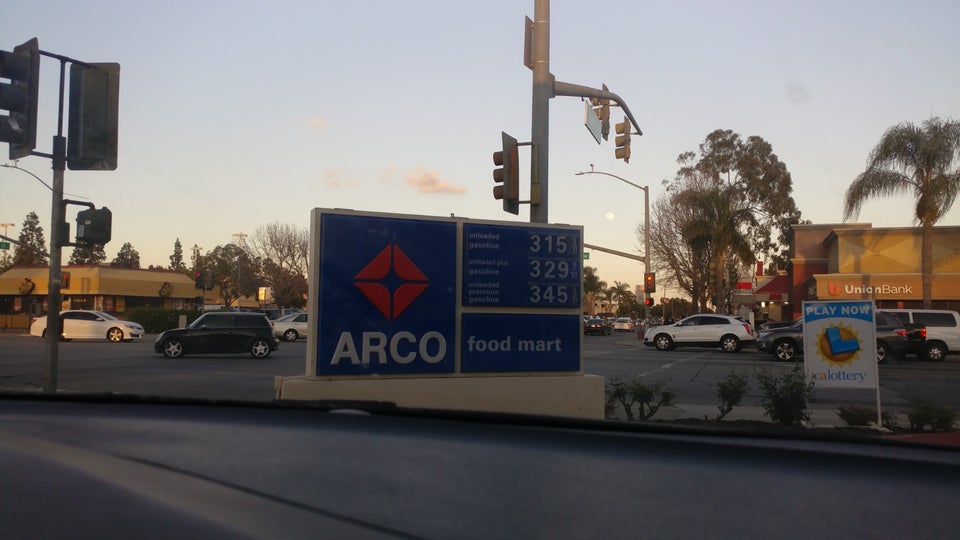 unleaded
gasoline
315
unleaded plus
gasoline
329
unleaded
premium
gasoline
345
ARCO
food mart
UnionBank
PLAY NOW
calottery